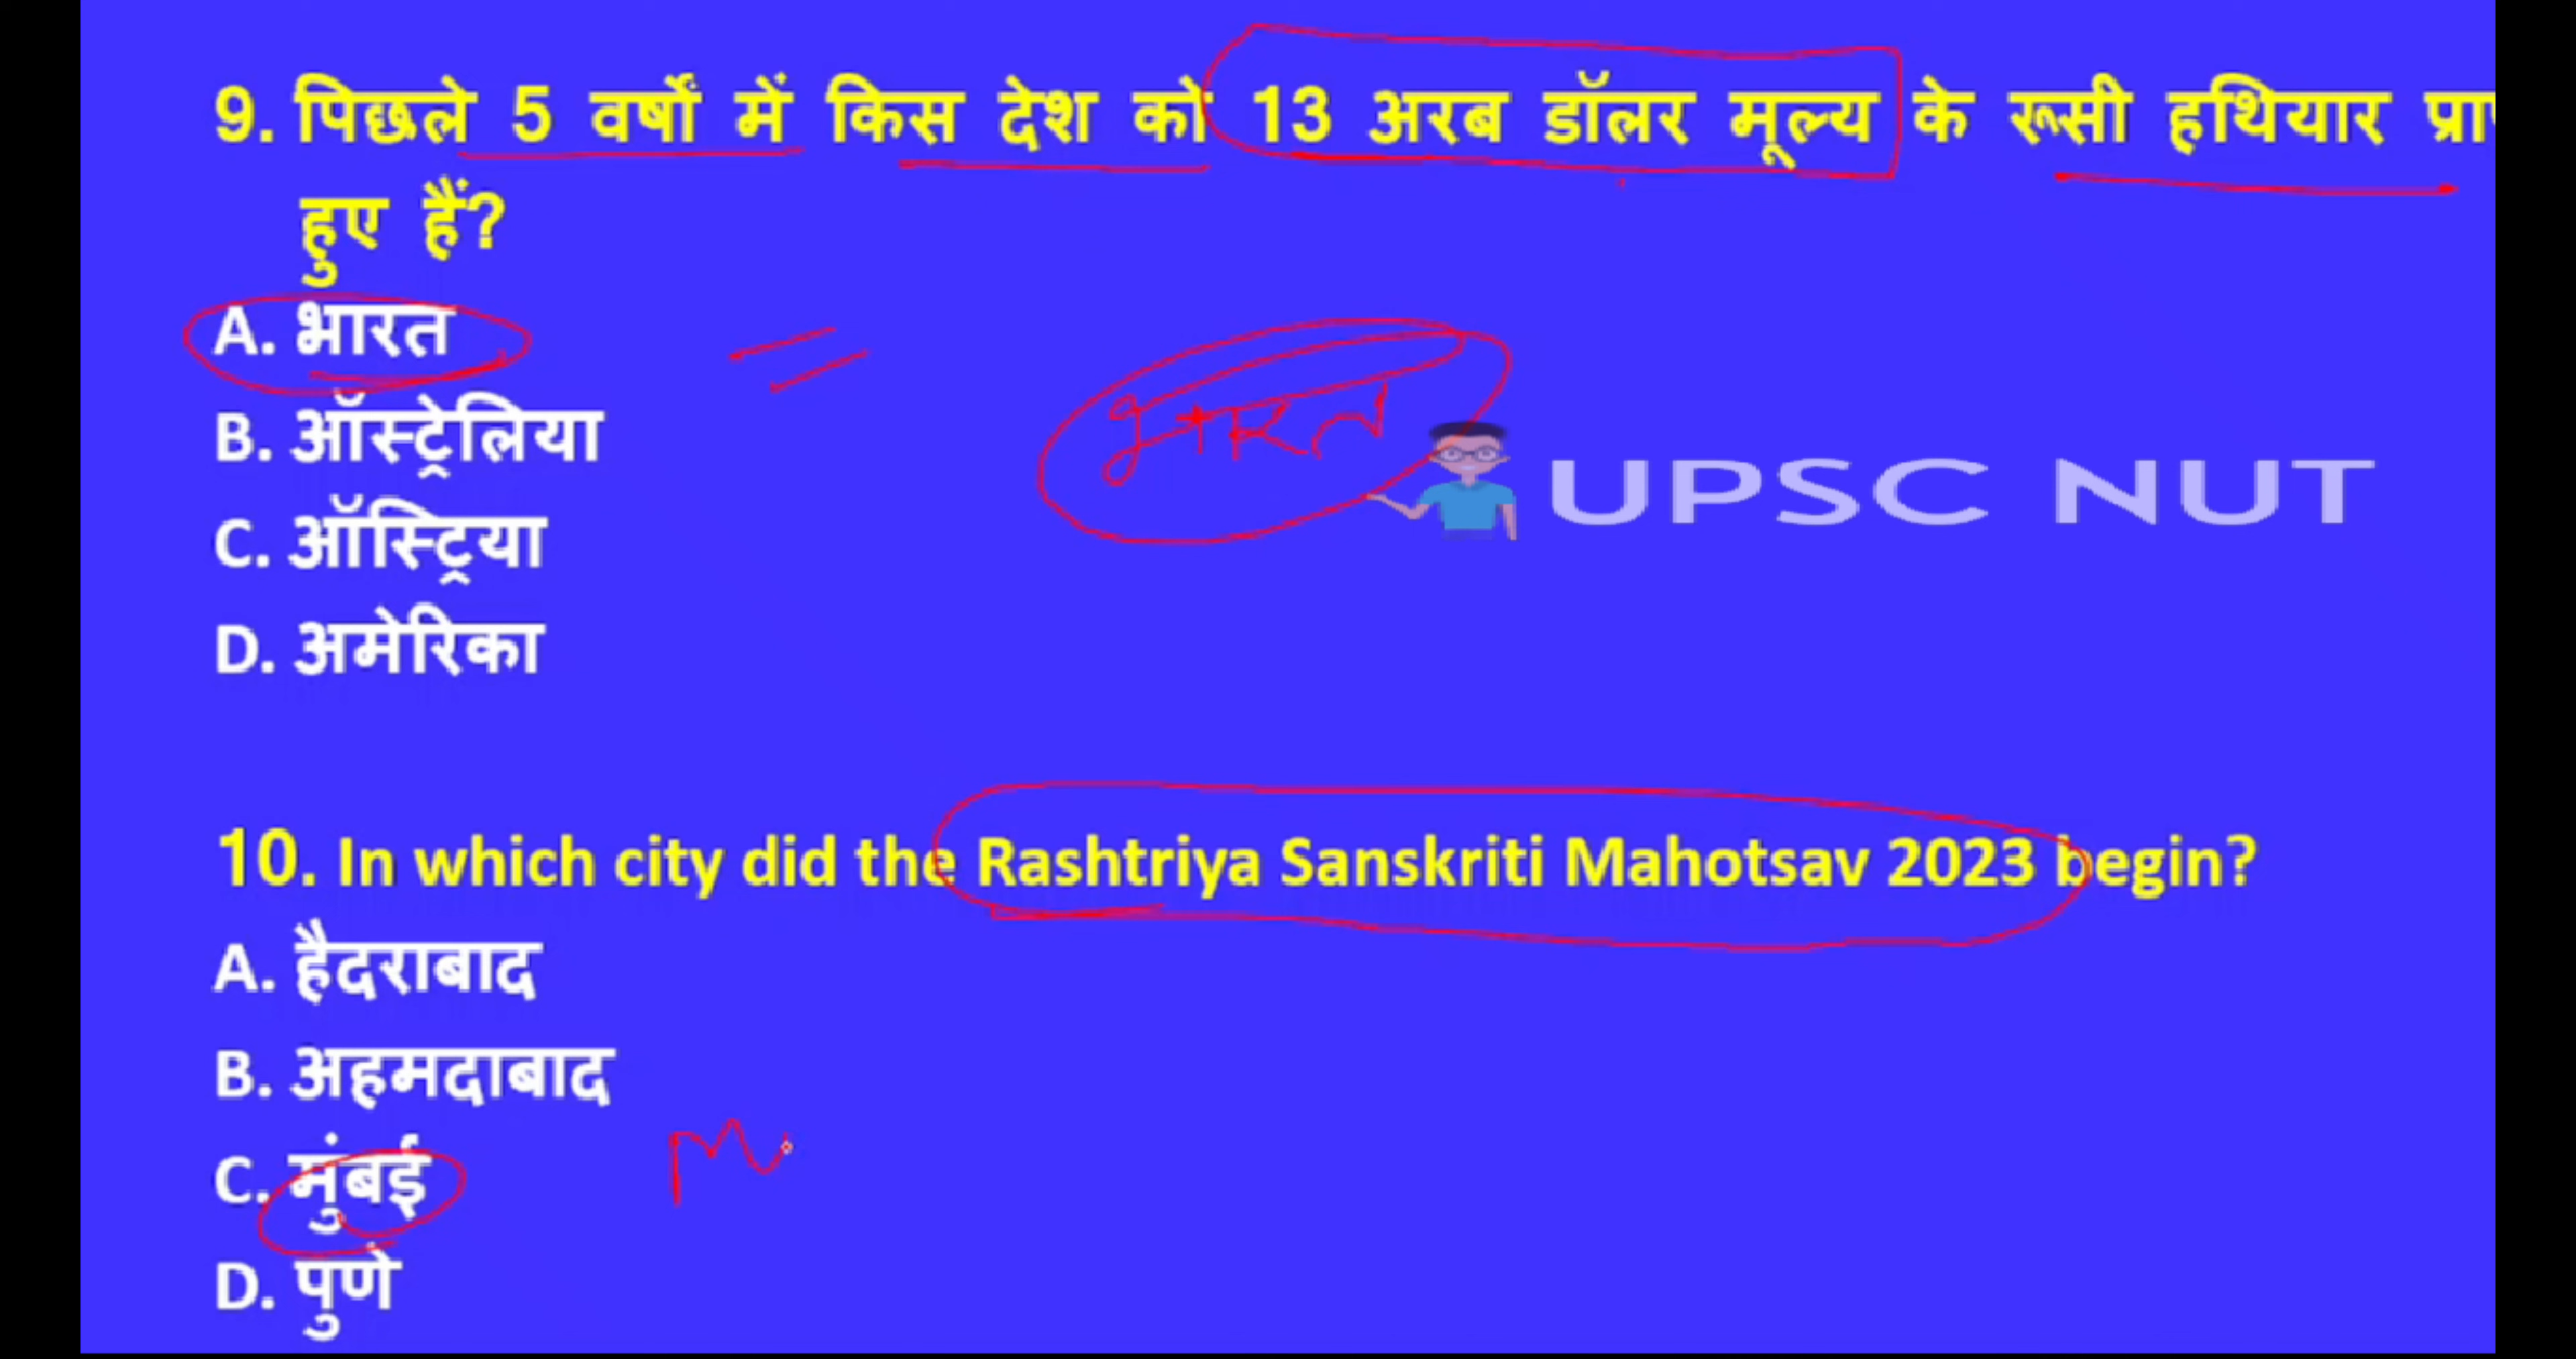 9. पिछले 5 वर्षों में किस देश को 13 अरब डॉलर मूल्य के रूसी हथियार
हुए हैं?
A. भारत
B. ऑस्ट्रेलिया
भारत
UPSC NUT
C. ऑस्ट्रिया
D. अमेरिका
10. In which city did the Rashtriya Sanskriti Mahotsav 2023 begin?
A. हैदराबाद
B. अहमदाबाद
C. मुंबई
D. पुणे